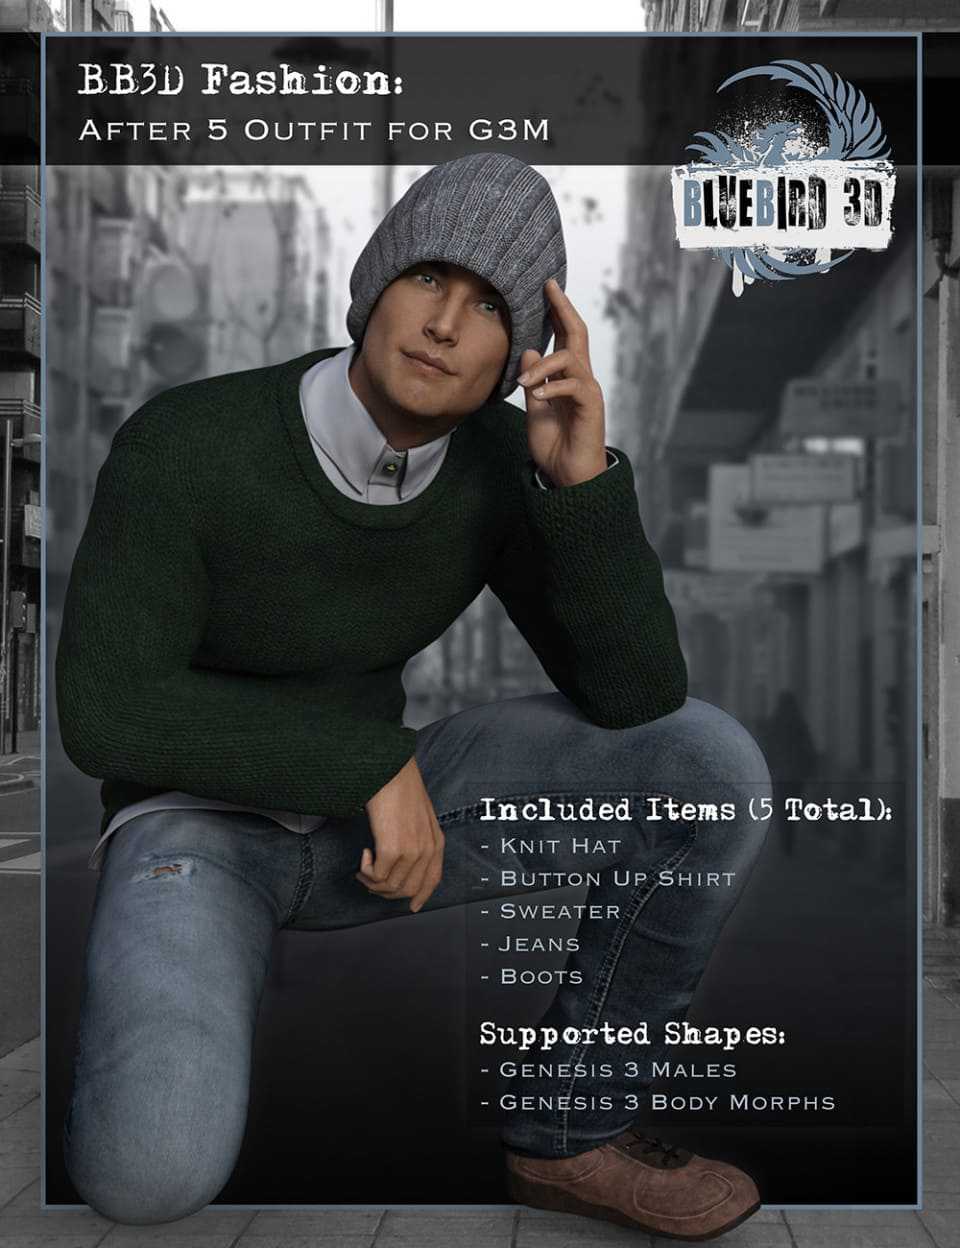 BB3D Fashion:
After 5 Outfit for G3M
BLUEBIRD 3D
Included Items (5 Total):
- Knit Hat
- Button Up Shirt
- Sweater
- Jeans
- Boots
Supported Shapes:
- Genesis 3 Males
- Genesis 3 Body Morphs